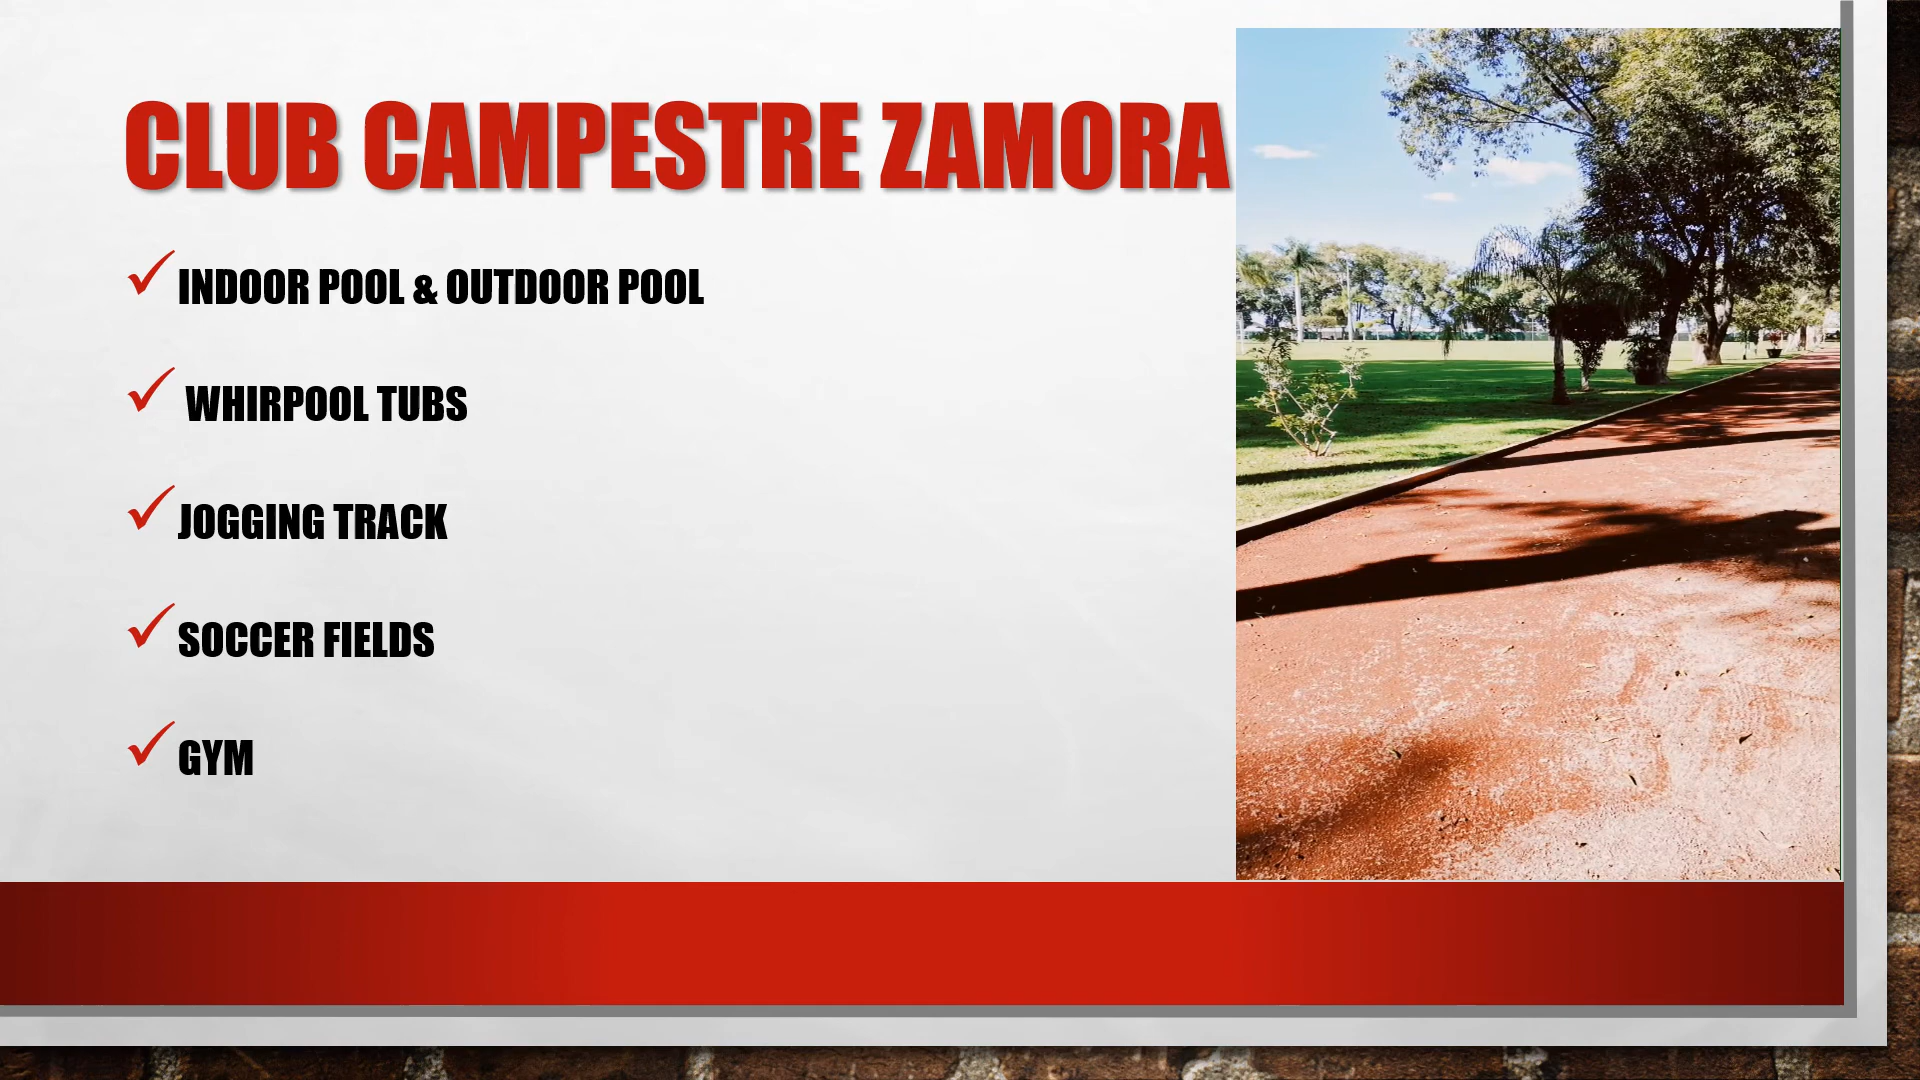 CLUB CAMPESTRE ZAMORA
INDOOR POOL & OUTDOOR POOL
WHIRPOOL TUBS
JOGGING TRACK
SOCCER FIELDS
GYM